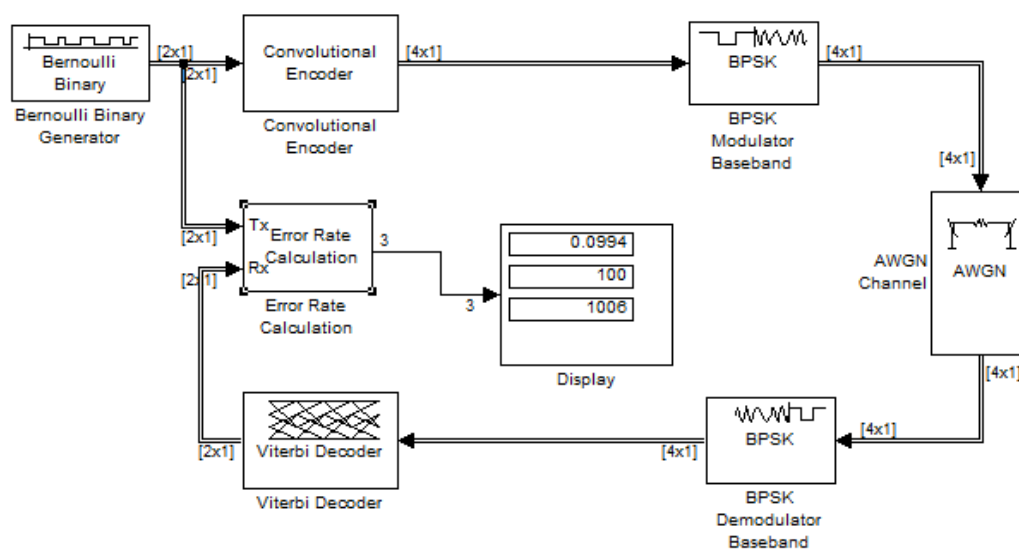 Bernoulli
Binary
Bernoulli Binary
Generator
[2x1]
[2x1]
Convolutional
Encoder
Convolutional
Encoder
[4x1]
BPSK
BPSK
Modulator
Baseband
[4x1]
[4x1]
AWGN
AWGN
Channel
[4x1]
[2x1]
Tx
Rx
Error Rate
Calculation
Error Rate
Calculation
[2x1]
3
3
0.0994
100
1006
Display
[2x1]
Viterbi Decoder
Viterbi Decoder
[4x1]
BPSK
BPSK
Demodulator
Baseband
[4x1]